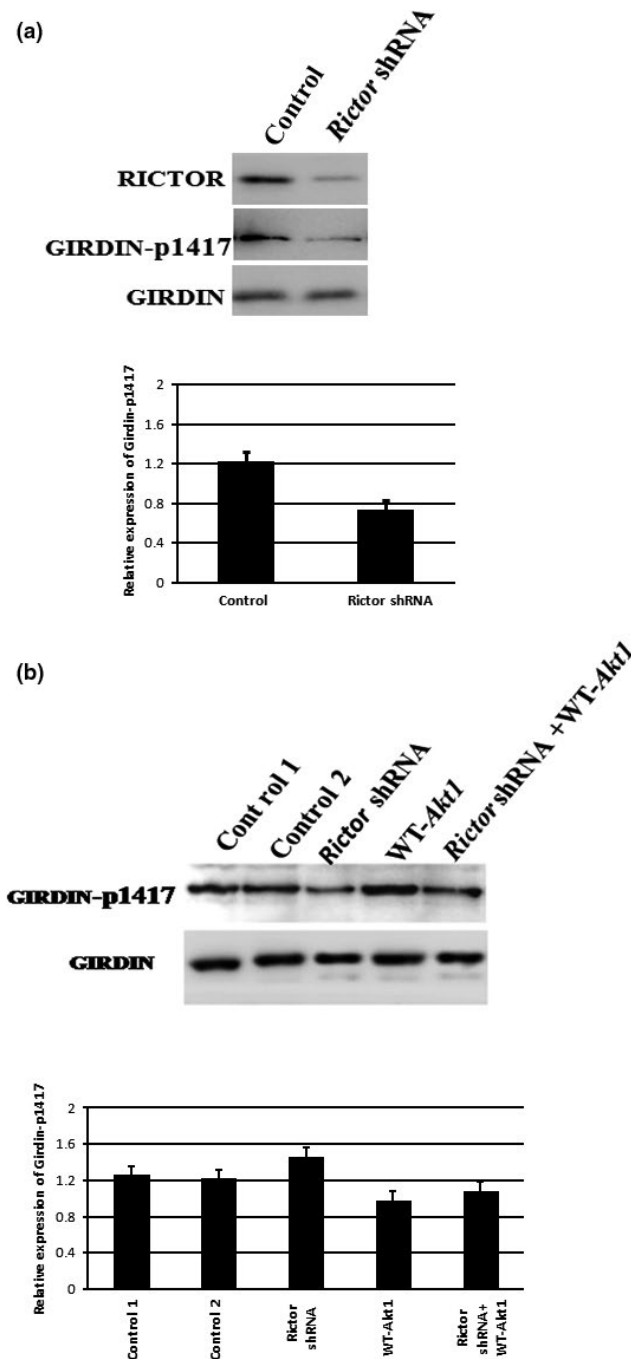 (a)
Control
Rictor shRNA
RICTOR
GIRDIN-p1417
GIRDIN
Relative expression of Girdin-p1417
2
1.6
1.2
0.8
0.4
0
Control
Rictor shRNA
(b)
Cont rol 1
Control 2
Rictor shRNA
WT-Akt1
Rictor shRNA +WT-Akt1
GIRDIN-p1417
GIRDIN
Relative expression of Girdin-p1417
2
1.6
1.2
0.8
0.4
0
Control 1
Control 2
Rictor
shRNA
WT-Akt1
Rictor
shRNA+
WT-Akt1